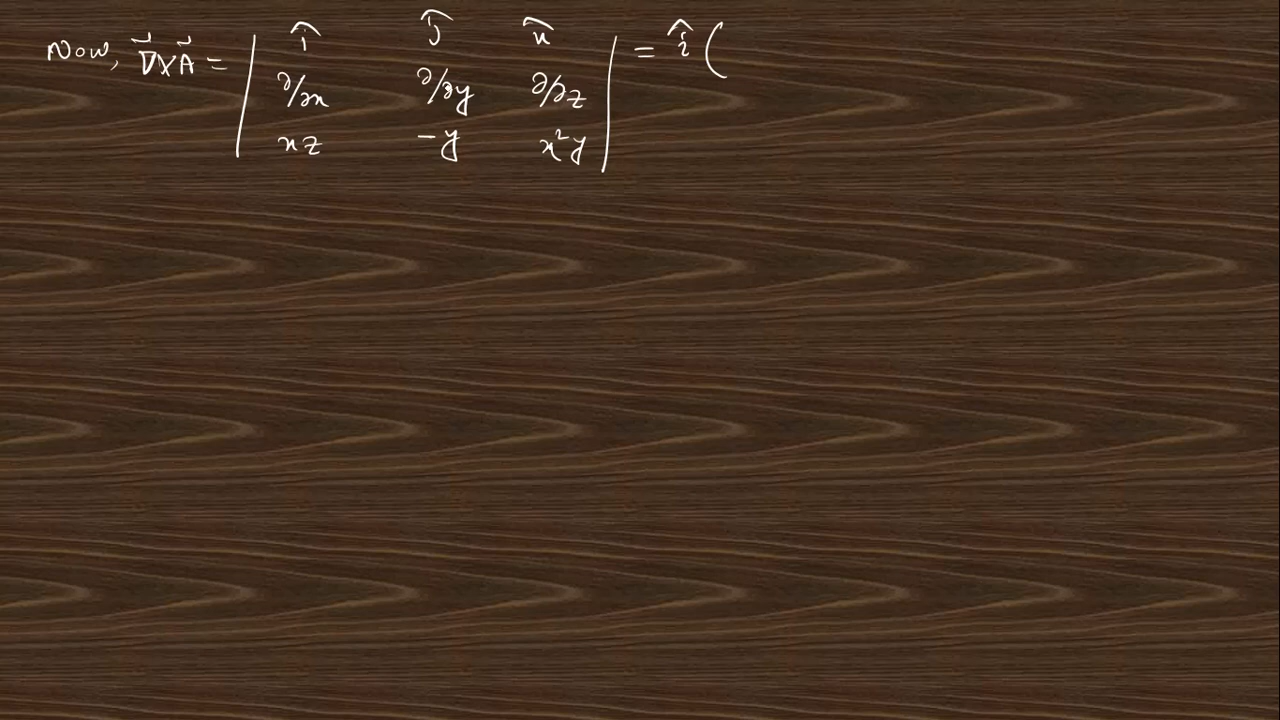 Now, ∇⃗×A⃗ = | î ĵ k̂ | = î (
∂/∂x ∂/∂y ∂/∂z
xz -y x²y